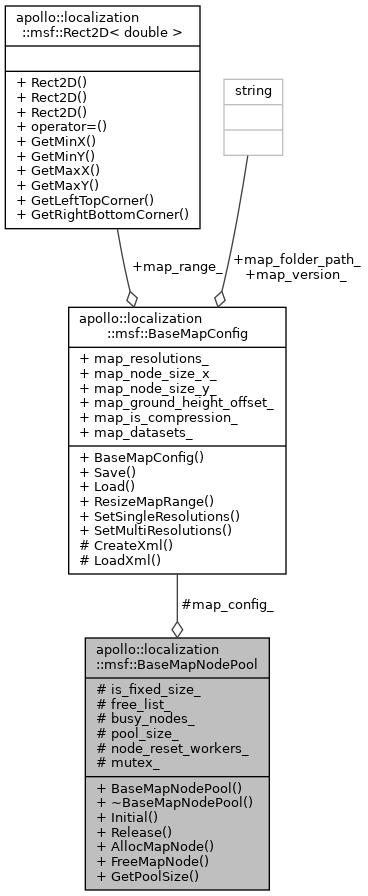 apollo::localization
::msf::Rect2D< double >
+ Rect2D()
+ Rect2D()
+ Rect2D()
+ operator=()
+ GetMinX()
+ GetMinY()
+ GetMaxX()
+ GetMaxY()
+ GetLeftTopCorner()
+ GetRightBottomCorner()
string
+map_range_
+map_folder_path_
+map_version_
apollo::localization
::msf::BaseMapConfig
+ map_resolutions_
+ map_node_size_x_
+ map_node_size_y_
+ map_ground_height_offset_
+ map_is_compression_
+ map_datasets_
+ BaseMapConfig()
+ Save()
+ Load()
+ ResizeMapRange()
+ SetSingleResolutions()
+ SetMultiResolutions()
# CreateXml()
# LoadXml()
#map_config_
apollo::localization
::msf::BaseMapNodePool
# is_fixed_size_
# free_list_
# busy_nodes_
# pool_size_
# node_reset_workers_
# mutex_
+ BaseMapNodePool()
+ ~BaseMapNodePool()
+ Initial()
+ Release()
+ AllocMapNode()
+ FreeMapNode()
+ GetPoolSize()